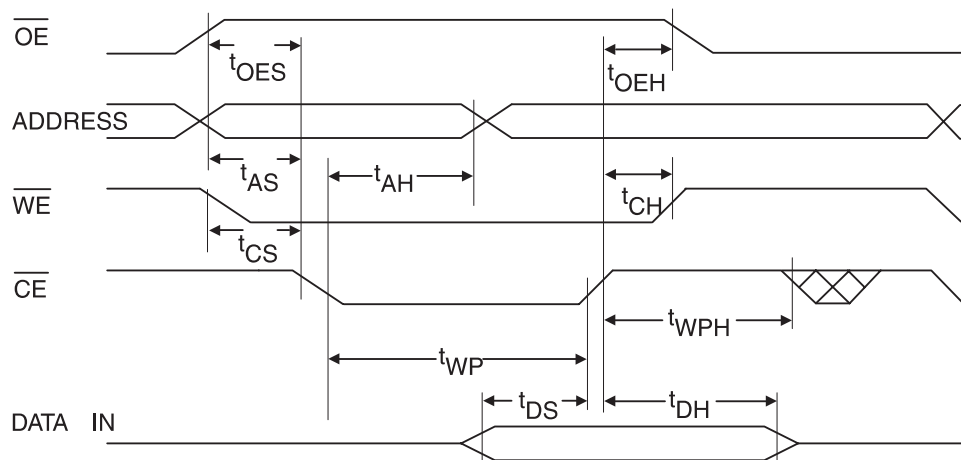 OE
tOES
tOEH
ADDRESS
tAS
tAH
WE
tCH
tCS
CE
tWPH
tWP
tDS
tDH
DATA IN